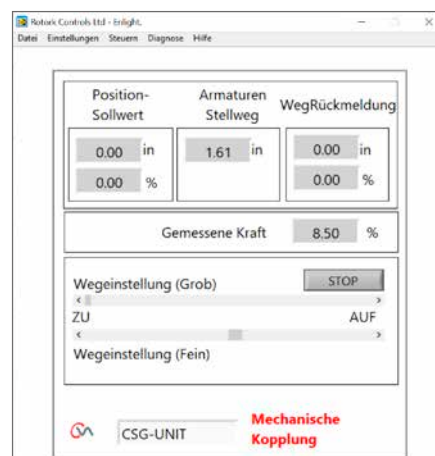 Rotork Controls Ltd - Enlight.
Datei Einstellungen Steuern Diagnose Hilfe
Position-
Sollwert
0.00 in
0.00 %
Armaturen
Stellweg
1.61 in
WegRückmeldung
0.00 in
0.00 %
Gemessene Kraft 8.50 %
Wegeinstellung (Grob) STOP
ZU AUF
Wegeinstellung (Fein)
CSG-UNIT
Mechanische
Kopplung